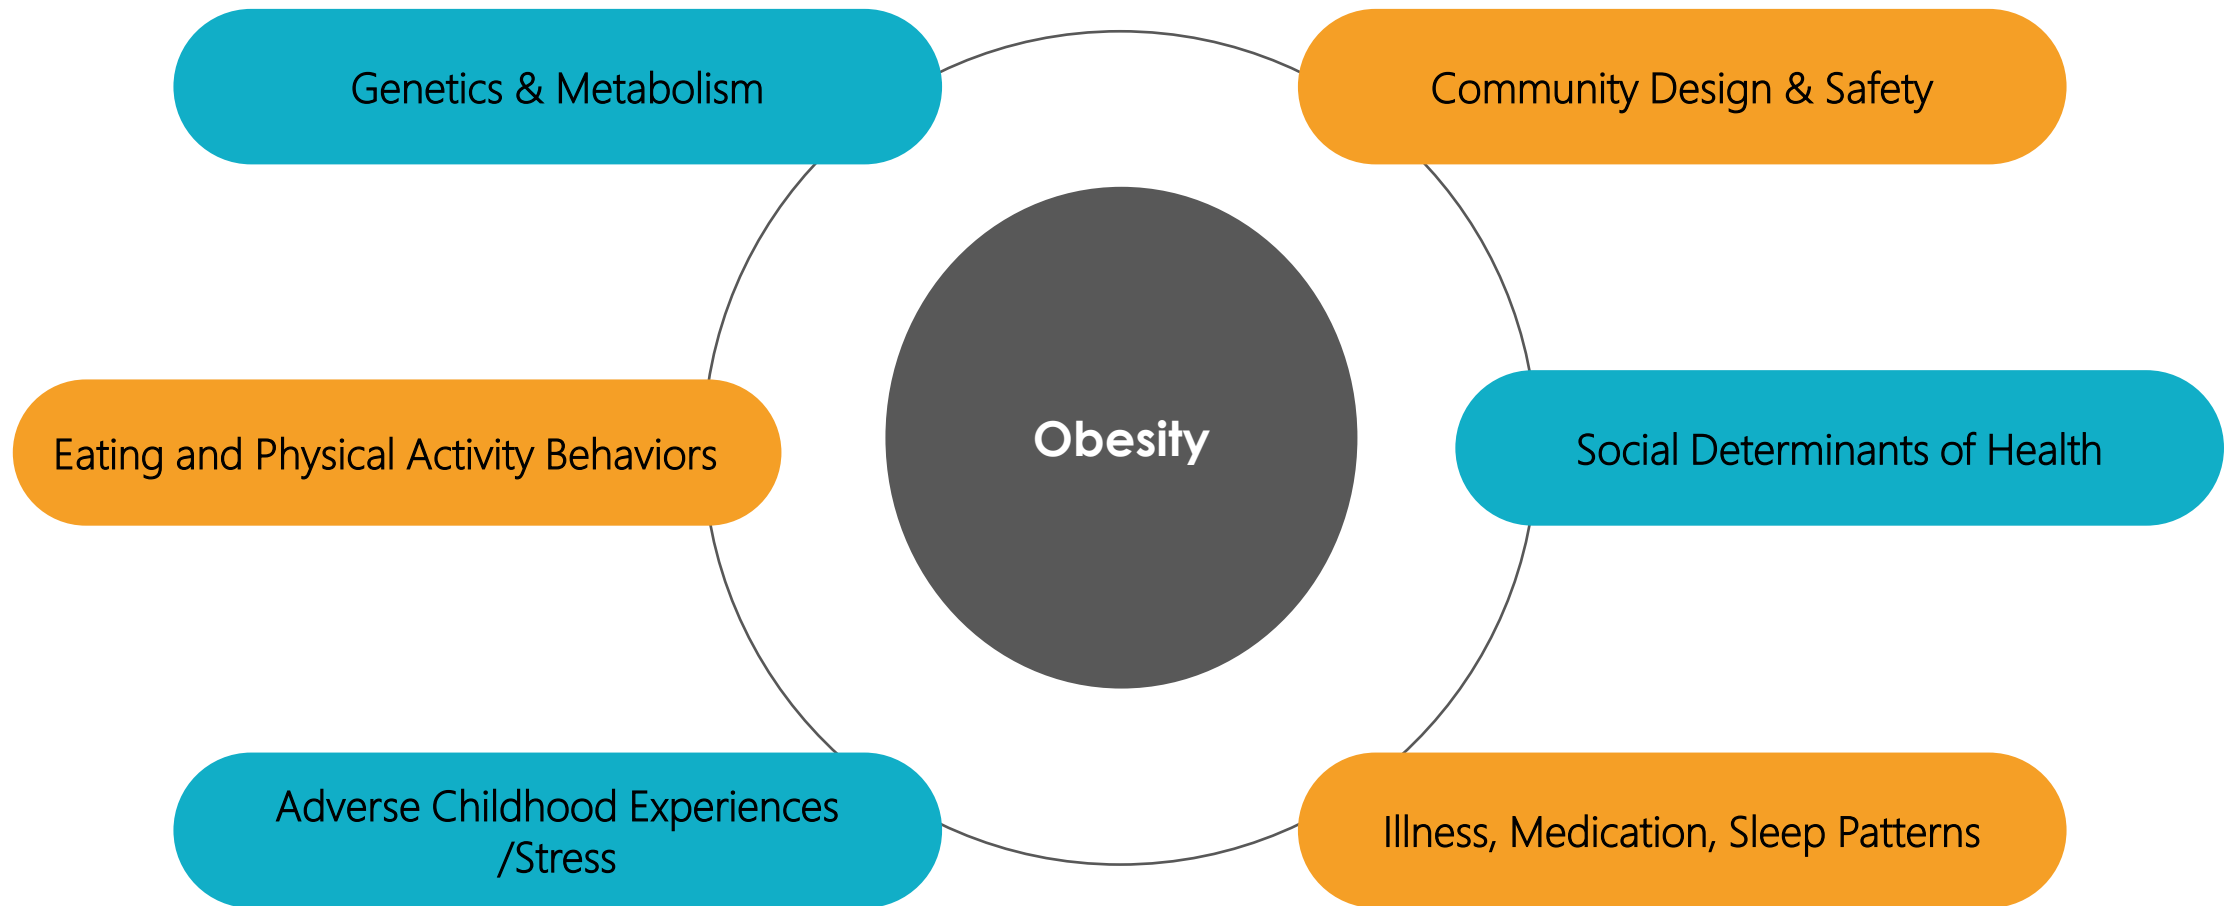 Genetics & Metabolism
Community Design & Safety
Eating and Physical Activity Behaviors
Obesity
Social Determinants of Health
Adverse Childhood Experiences
/Stress
Illness, Medication, Sleep Patterns